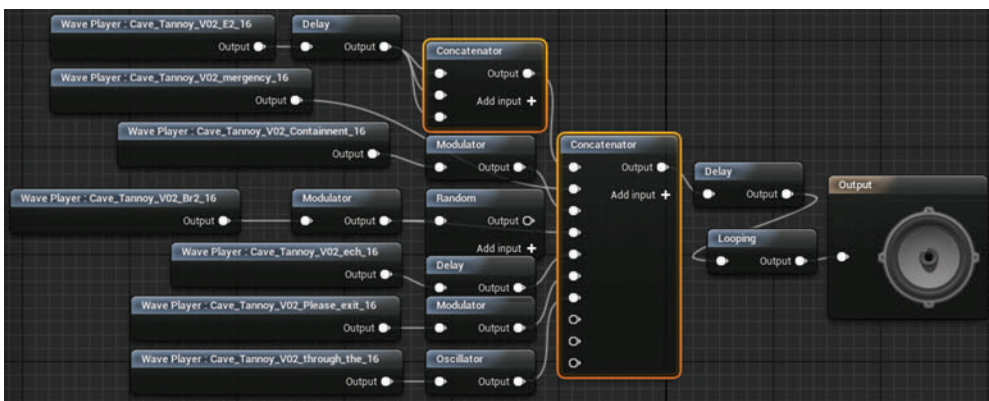 Wave Player : Cave_Tannoy_V02_E2_16
Output
Delay
Output
Concatenator
Output
Add input +
Wave Player : Cave_Tannoy_V02_mergency_16
Output
Wave Player : Cave_Tannoy_V02_Containnent_16
Output
Modulator
Output
Concatenator
Output
Add input +
Delay
Output
Output
Wave Player : Cave_Tannoy_V02_Br2_16
Output
Modulator
Output
Random
Output
Add input +
Looping
Output
Wave Player : Cave_Tannoy_V02_ech_16
Output
Delay
Output
Wave Player : Cave_Tannoy_V02_Please_exit_16
Output
Modulator
Output
Wave Player : Cave_Tannoy_V02_through_the_16
Output
Oscillator
Output